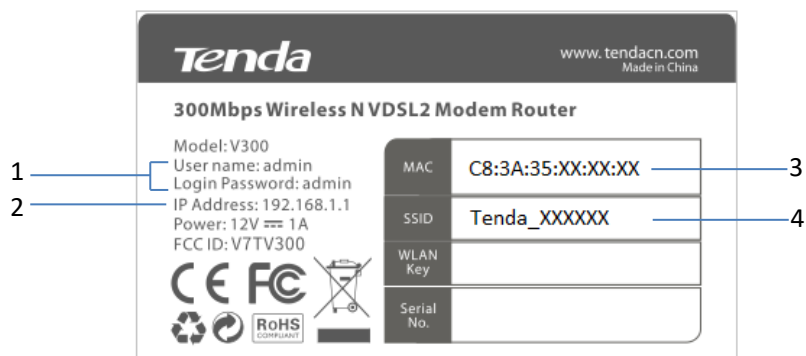 Tenda
www.tendacn.com
Made in China
300Mbps Wireless N VDSL2 Modem Router
Model: V300
1
User name: admin
Login Password: admin
2
IP Address: 192.168.1.1
Power: 12V ⎓ 1A
FCC ID: V7TV300
CE FC
RoHS
COMPLIANT
MAC
C8:3A:35:XX:XX:XX
3
SSID
Tenda_XXXXXX
4
WLAN
Key
Serial
No.